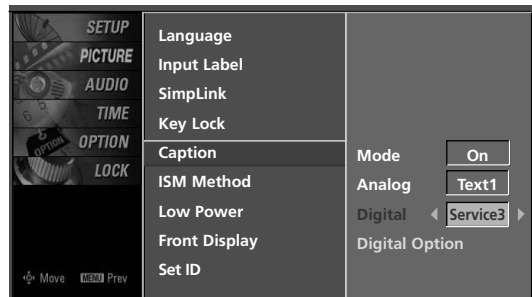 SETUP
PICTURE
AUDIO
TIME
OPTION
LOCK
OPTION
Move MENU Prev
Language
Input Label
SimpLink
Key Lock
Caption
ISM Method
Low Power
Front Display
Set ID
Mode On
Analog Text1
Digital Service3
Digital Option